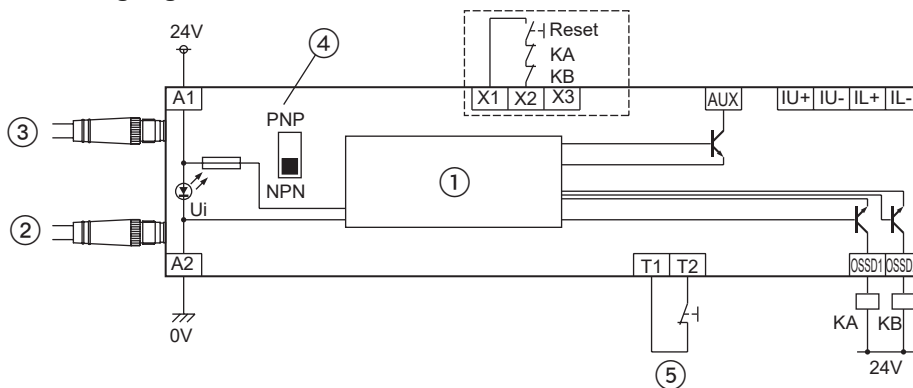 24V
④
Reset
KA
KB
A1
X1 X2 X3
AUX
IU+ IU- IL+ IL-
③
PNP
NPN
①
Ui
②
A2
T1 T2
OSSD1 OSSD
0V
KA KB
⑤
24V